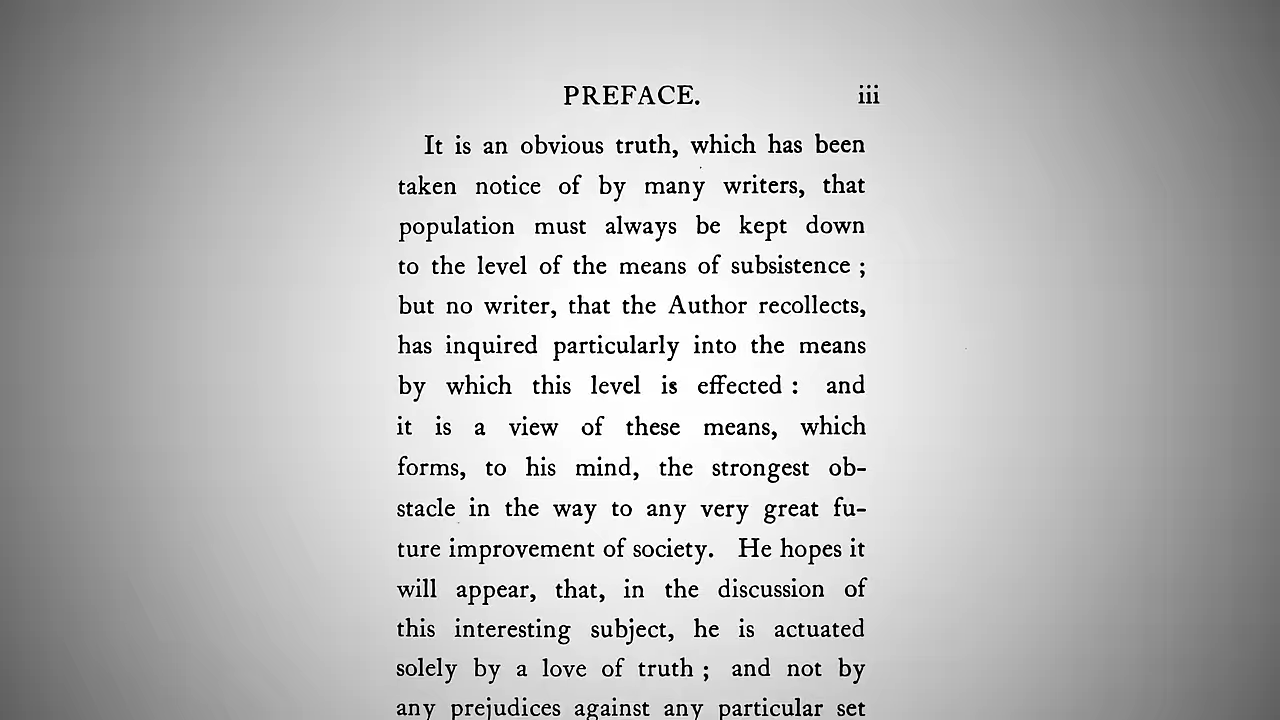 PREFACE. iii
It is an obvious truth, which has been
taken notice of by many writers, that
population must always be kept down
to the level of the means of subsistence ;
but no writer, that the Author recollects,
has inquired particularly into the means
by which this level is effected : and
it is a view of these means, which
forms, to his mind, the strongest ob-
stacle in the way to any very great fu-
ture improvement of society. He hopes it
will appear, that, in the discussion of
this interesting subject, he is actuated
solely by a love of truth ; and not by
any prejudices against any particular set